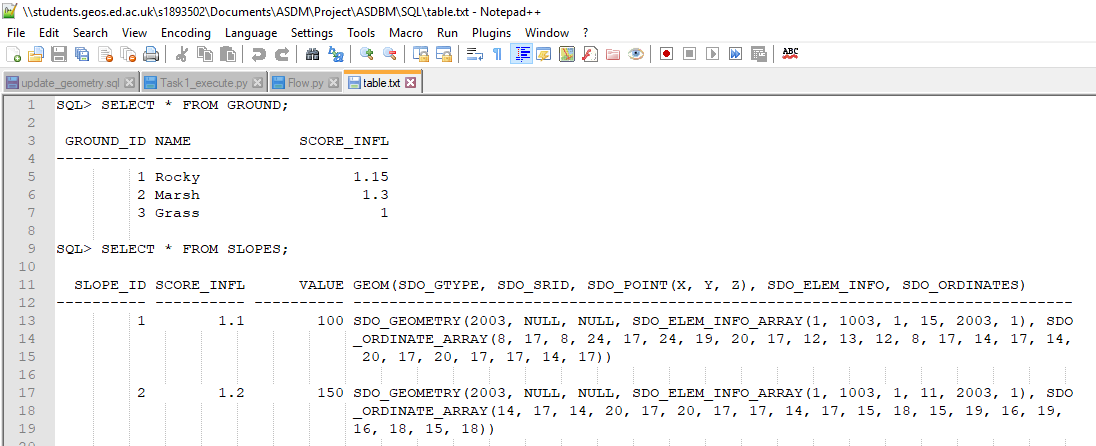 \\students.geos.ed.ac.uk\s1893502\Documents\ASDM\Project\ASDBM\SQL\table.txt - Notepad++
File Edit Search View Encoding Language Settings Tools Macro Run Plugins Window ?
ABC
update_geometry.sql Task1_execute.py Flow.py table.txt
1 SQL> SELECT * FROM GROUND;
2
3 GROUND_ID NAME SCORE_INFL
4 ---------- --------------- ----------
5 1 Rocky 1.15
6 2 Marsh 1.3
7 3 Grass 1
8
9 SQL> SELECT * FROM SLOPES;
10
11 SLOPE_ID SCORE_INFL VALUE GEOM(SDO_GTYPE, SDO_SRID, SDO_POINT(X, Y, Z), SDO_ELEM_INFO, SDO_ORDINATES)
12 ---------- ---------- ---------- --------------------------------------------------------------------------------
13 1 1.1 100 SDO_GEOMETRY(2003, NULL, NULL, SDO_ELEM_INFO_ARRAY(1, 1003, 1, 15, 2003, 1), SDO
14 _ORDINATE_ARRAY(8, 17, 8, 24, 17, 24, 19, 20, 17, 12, 13, 12, 8, 17, 14, 17, 14,
15 20, 17, 20, 17, 17, 14, 17))
16
17 2 1.2 150 SDO_GEOMETRY(2003, NULL, NULL, SDO_ELEM_INFO_ARRAY(1, 1003, 1, 11, 2003, 1), SDO
18 _ORDINATE_ARRAY(14, 17, 14, 20, 17, 20, 17, 17, 14, 17, 15, 18, 15, 19, 16, 19,
19 16, 18, 15, 18))